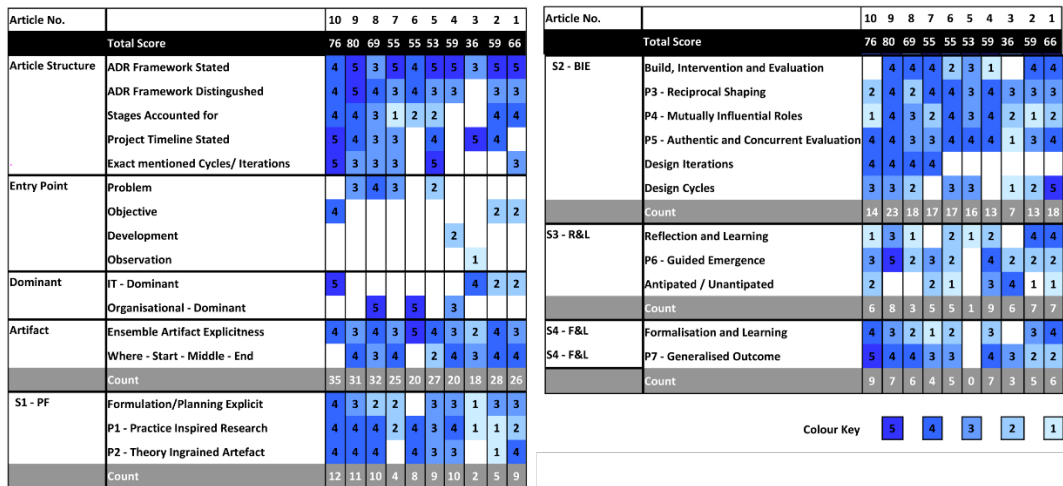 Article No. 10 9 8 7 6 5 4 3 2 1
Total Score 76 80 69 55 55 53 59 36 59 66
Article Structure ADR Framework Stated 4 5 3 5 4 5 5 3 5 5
ADR Framework Distingushed 4 5 4 3 4 3 3 3 3
Stages Accounted for 4 4 3 1 2 2 4 4
Project Timeline Stated 5 4 3 3 4 5 4
Exact mentioned Cycles/ Iterations 5 3 3 3 5 3
Entry Point Problem 3 4 3 2
Objective 4 2 2
Development 2
Observation 1
Dominant IT - Dominant 5 4 2 2
Organisational - Dominant 5 5 3
Artifact Ensemble Artifact Explicitness 4 3 4 3 5 4 3 2 4 3
Where - Start - Middle - End 4 3 4 2 4 3 4 4
Count 35 31 32 25 20 27 20 18 28 26
S1 - PF Formulation/Planning Explicit 4 3 2 2 3 3 1 3 3
P1 - Practice Inspired Research 4 4 4 2 4 3 4 1 1 2
P2 - Theory Ingrained Artefact 4 4 4 4 3 3 1 4
Count 12 11 10 4 8 9 10 2 5 9
Article No. 10 9 8 7 6 5 4 3 2 1
Total Score 76 80 69 55 55 53 59 36 59 66
S2 - BIE Build, Intervention and Evaluation 4 4 4 2 3 1 4 4
P3 - Reciprocal Shaping 2 4 2 4 4 3 4 3 3 3
P4 - Mutually Influential Roles 1 4 3 2 4 3 4 2 1 2
P5 - Authentic and Concurrent Evaluation 4 4 3 3 4 4 4 1 3 4
Design Iterations 4 4 4 4
Design Cycles 3 3 2 3 3 1 2 5
Count 14 23 18 17 17 16 13 7 13 18
S3 - R&L Reflection and Learning 1 3 1 2 1 2 4 4
P6 - Guided Emergence 3 5 2 3 2 4 2 2 2
Antipated / Unantipated 2 2 1 3 4 1 1
Count 6 8 3 5 5 1 9 6 7 7
S4 - F&L Formalisation and Learning 4 3 2 1 2 3 3 4
S4 - F&L P7 - Generalised Outcome 5 4 4 3 3 4 3 2 2
Count 9 7 6 4 5 0 7 3 5 6
Colour Key 5 4 3 2 1